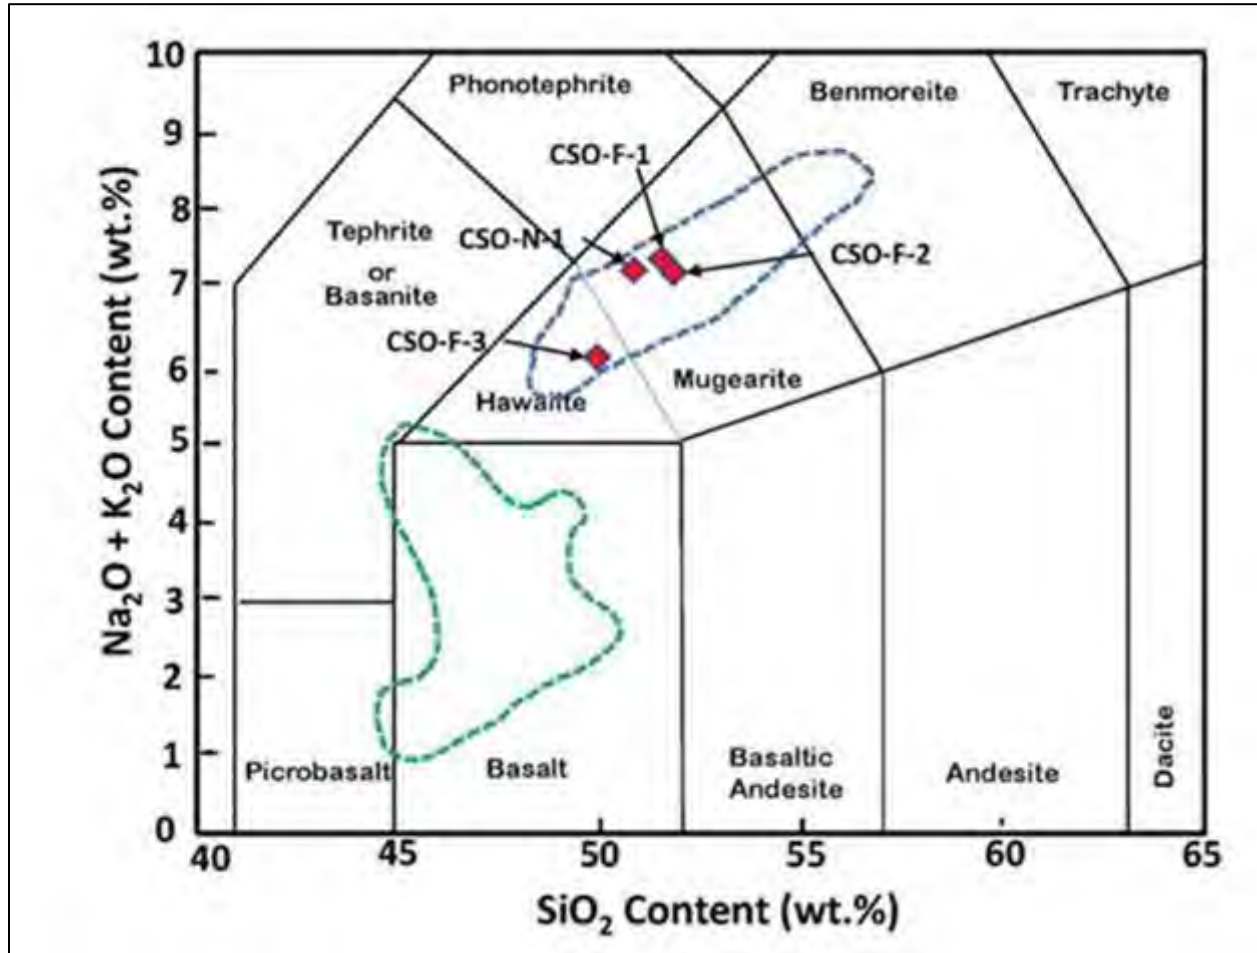 10
9
8
7
6
5
4
3
2
1
0
Na₂O + K₂O Content (wt.%)
Phonotephrite
Benmoreite
Trachyte
CSO-F-1
Tephrite
or
Basanite
CSO-N-1
CSO-F-2
CSO-F-3
Mugearite
Hawaiite
Picrobasalt
Basalt
Basaltic
Andesite
Andesite
Dacite
40
45
50
55
60
65
SiO₂ Content (wt.%)